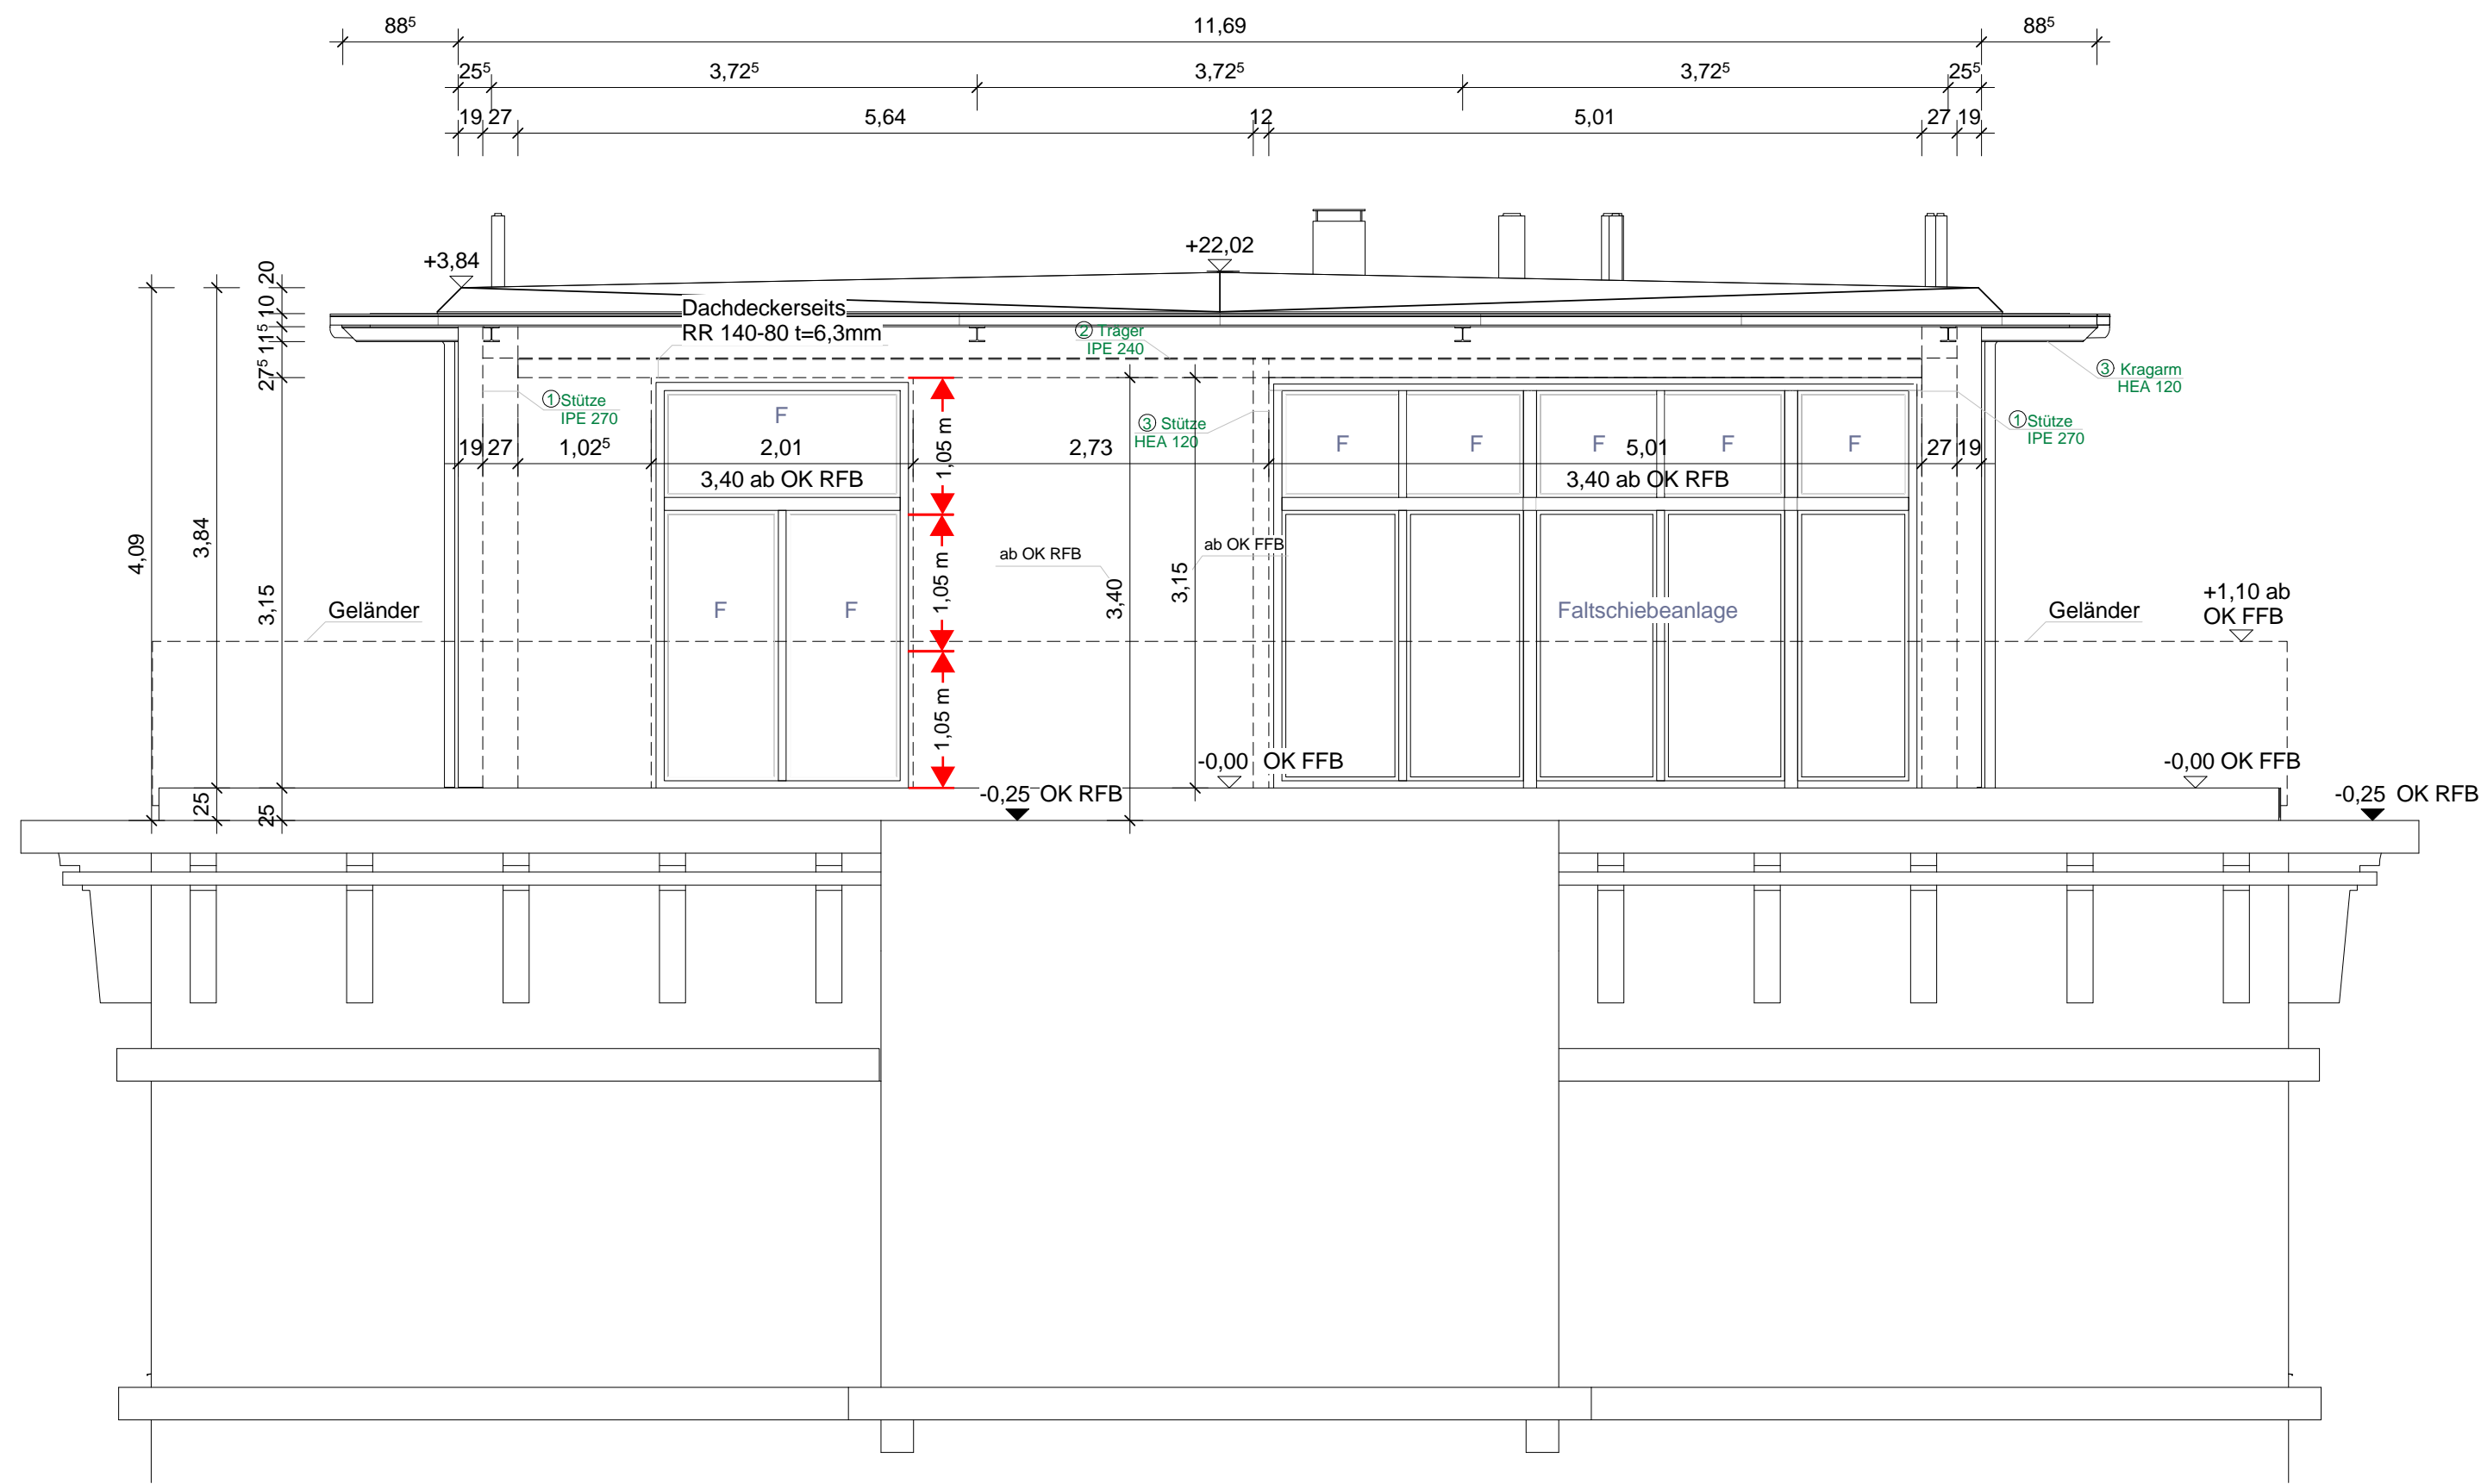 88⁵ 11,69 88⁵
25⁵ 3,72⁵ 3,72⁵ 3,72⁵ 25⁵
19 27 5,64 12 5,01 27 19
+3,84
+22,02
20
10
11⁵
27⁵
Dachdeckerseits
RR 140-80 t=6,3mm
2 Träger
IPE 240
3 Kragarm
HEA 120
1 Stütze
IPE 270
3 Stütze
HEA 120
1 Stütze
IPE 270
F
F F F F F
19 27 1,02⁵ 2,01 2,73 5,01 27 19
3,40 ab OK RFB
3,40 ab OK RFB
1,05 m
1,05 m
1,05 m
4,09
3,84
3,15
ab OK RFB
3,40
ab OK FFB
3,15
Geländer
F F
Faltschiebeanlage
Geländer
+1,10 ab
OK FFB
-0,00 OK FFB
-0,00 OK FFB
-0,25 OK RFB
-0,25 OK RFB
25
25